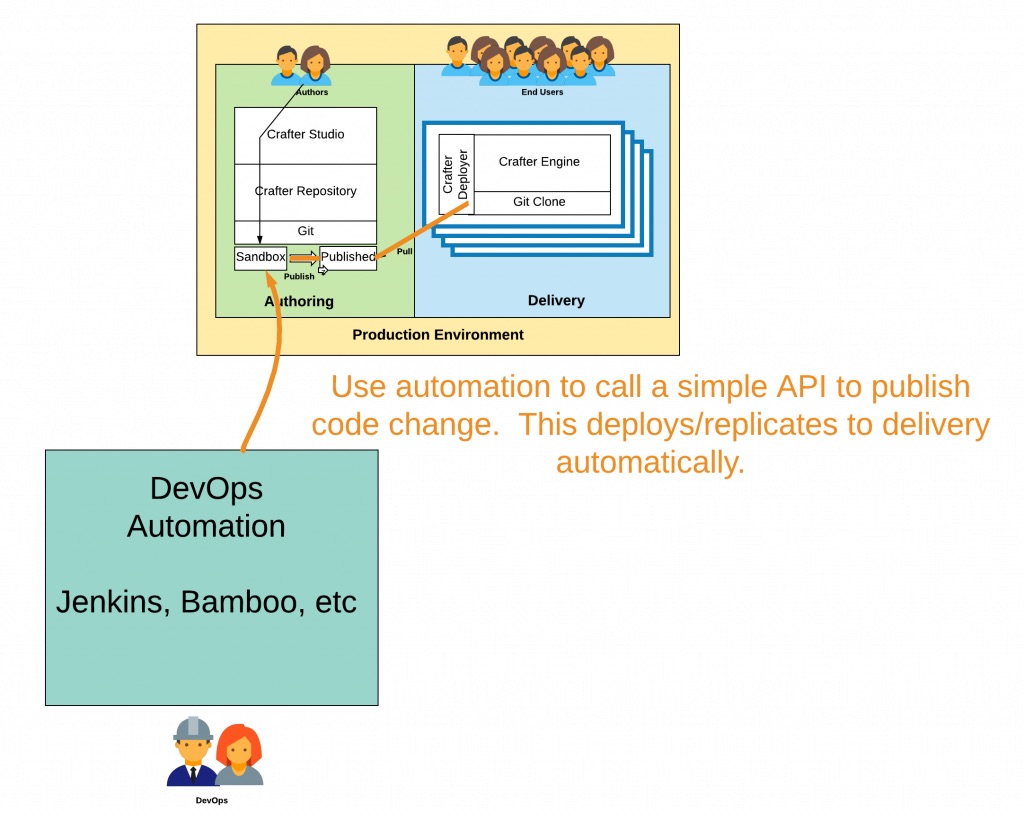 Authors
End Users
Crafter Studio
Crafter Repository
Git
Sandbox
Published
Publish
Pull
Authoring
Crafter
Deployer
Crafter Engine
Git Clone
Delivery
Production Environment
Use automation to call a simple API to publish
code change.  This deploys/replicates to delivery
automatically.
DevOps
Automation
Jenkins, Bamboo, etc
DevOps